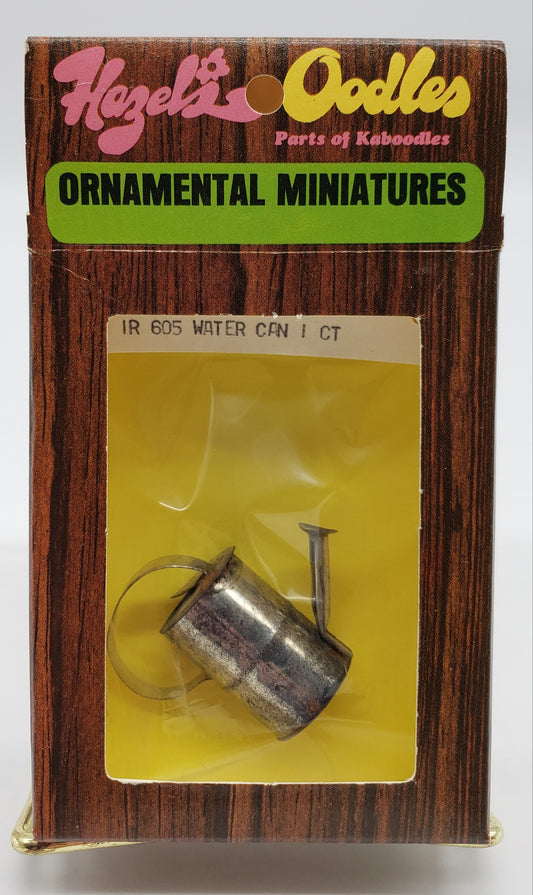 Hazel's Oodles
Parts of Kaboodles
ORNAMENTAL MINIATURES
IR 605 WATER CAN 1 CT